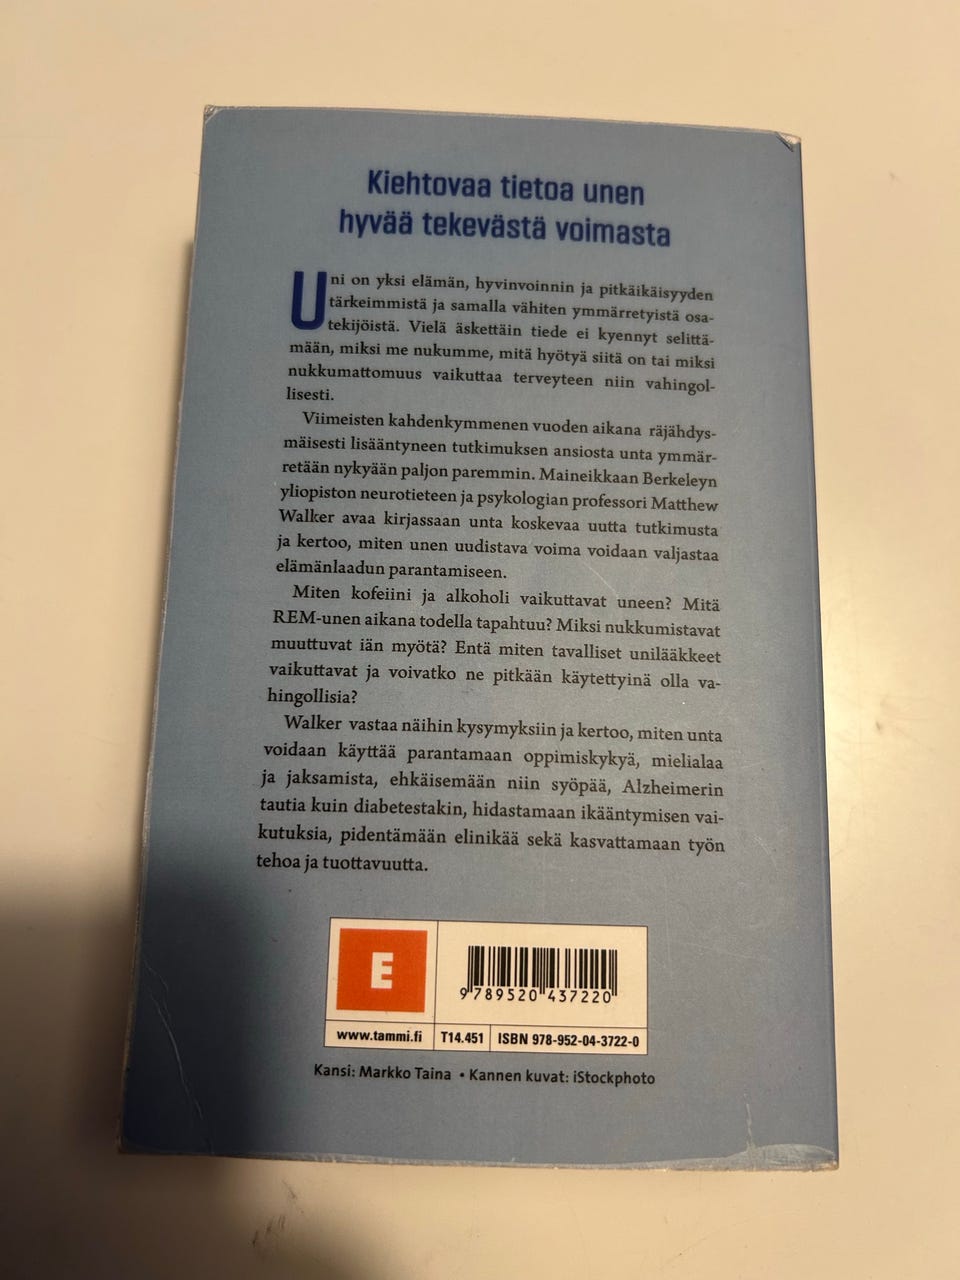 Kiehtovaa tietoa unen
hyvää tekevästä voimasta
Uni on yksi elämän, hyvinvoinnin ja pitkäikäisyyden
tärkeimmistä ja samalla vähiten ymmärretyistä osa-
tekijöistä. Vielä äskettäin tiede ei kyennyt selittä-
mään, miksi me nukumme, mitä hyötyä siitä on tai miksi
nukkumattomuus vaikuttaa terveyteen niin vahingol-
lisesti.
Viimeisten kahdenkymmenen vuoden aikana räjähdys-
mäisesti lisääntyneen tutkimuksen ansiosta unta ymmär-
retään nykyään paljon paremmin. Maineikkaan Berkeleyn
yliopiston neurotieteen ja psykologian professori Matthew
Walker avaa kirjassaan unta koskevaa uutta tutkimusta
ja kertoo, miten unen uudistava voima voidaan valjastaa
elämänlaadun parantamiseen.
Miten kofeiini ja alkoholi vaikuttavat uneen? Mitä
REM-unen aikana todella tapahtuu? Miksi nukkumistavat
muuttuvat iän myötä? Entä miten tavalliset unilääkkeet
vaikuttavat ja voivatko ne pitkään käytettyinä olla va-
hingollisia?
Walker vastaa näihin kysymyksiin ja kertoo, miten unta
voidaan käyttää parantamaan oppimiskykyä, mielialaa
ja jaksamista, ehkäisemään niin syöpää, Alzheimerin
tautia kuin diabetestakin, hidastamaan ikääntymisen vai-
kutuksia, pidentämään elinikää sekä kasvattamaan työn
tehoa ja tuottavuutta.
E
9 789520 437220
www.tammi.fi T14.451 ISBN 978-952-04-3722-0
Kansi: Markko Taina • Kannen kuvat: iStockphoto